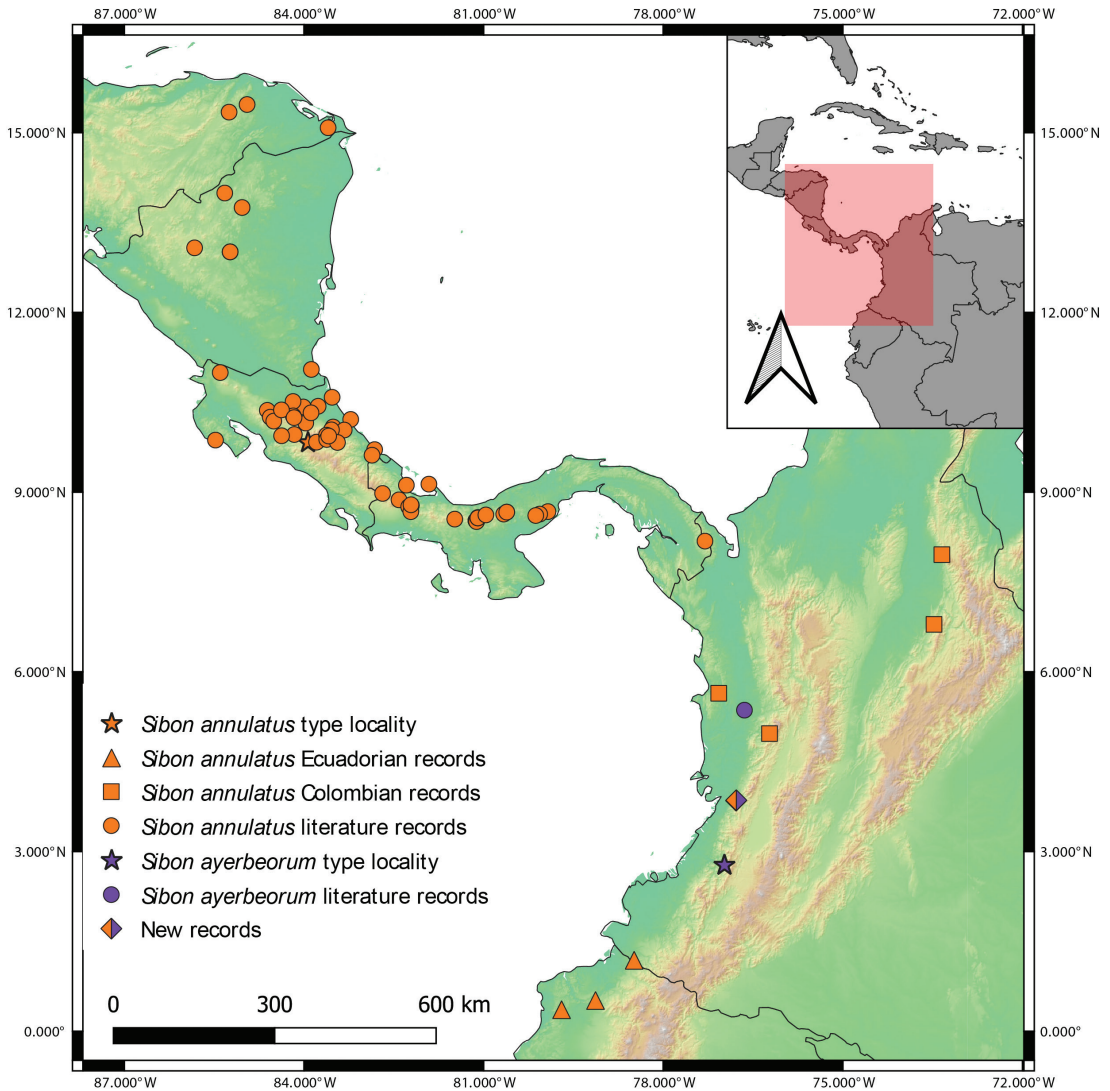 87.000°W 84.000°W 81.000°W 78.000°W 75.000°W 72.000°W
15.000°N 15.000°N
12.000°N 12.000°N
9.000°N 9.000°N
6.000°N 6.000°N
Sibon annulatus type locality
Sibon annulatus Ecuadorian records
Sibon annulatus Colombian records
Sibon annulatus literature records
Sibon ayerbeorum type locality
Sibon ayerbeorum literature records
New records
3.000°N 3.000°N
0 300 600 km
0.000° 0.000°
87.000°W 84.000°W 81.000°W 78.000°W 75.000°W 72.000°W